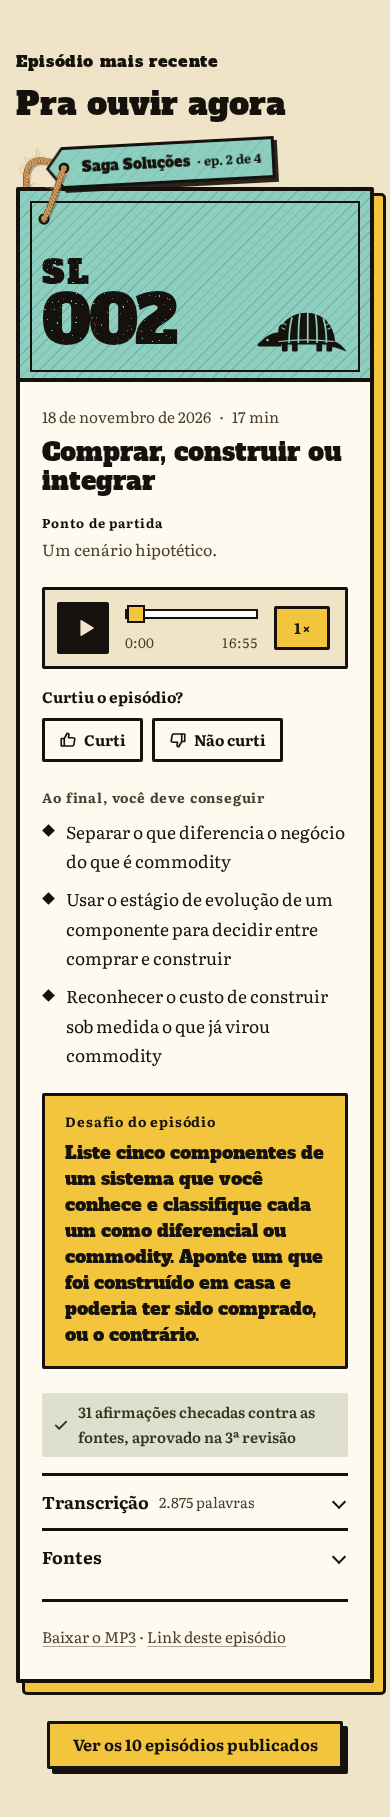 Episódio mais recente
Pra ouvir agora
Saga Soluções · ep. 2 de 4
SL
002
18 de novembro de 2026 · 17 min
Comprar, construir ou
integrar
Ponto de partida
Um cenário hipotético.
0:00 16:55 1×
Curtiu o episódio?
Curti Não curti
Ao final, você deve conseguir
◆ Separar o que diferencia o negócio
do que é commodity
◆ Usar o estágio de evolução de um
componente para decidir entre
comprar e construir
◆ Reconhecer o custo de construir
sob medida o que já virou
commodity
Desafio do episódio
Liste cinco componentes de
um sistema que você
conhece e classifique cada
um como diferencial ou
commodity. Aponte um que
foi construído em casa e
poderia ter sido comprado,
ou o contrário.
31 afirmações checadas contra as
fontes, aprovado na 3ª revisão
Transcrição 2.875 palavras
Fontes
Baixar o MP3 · Link deste episódio
Ver os 10 episódios publicados